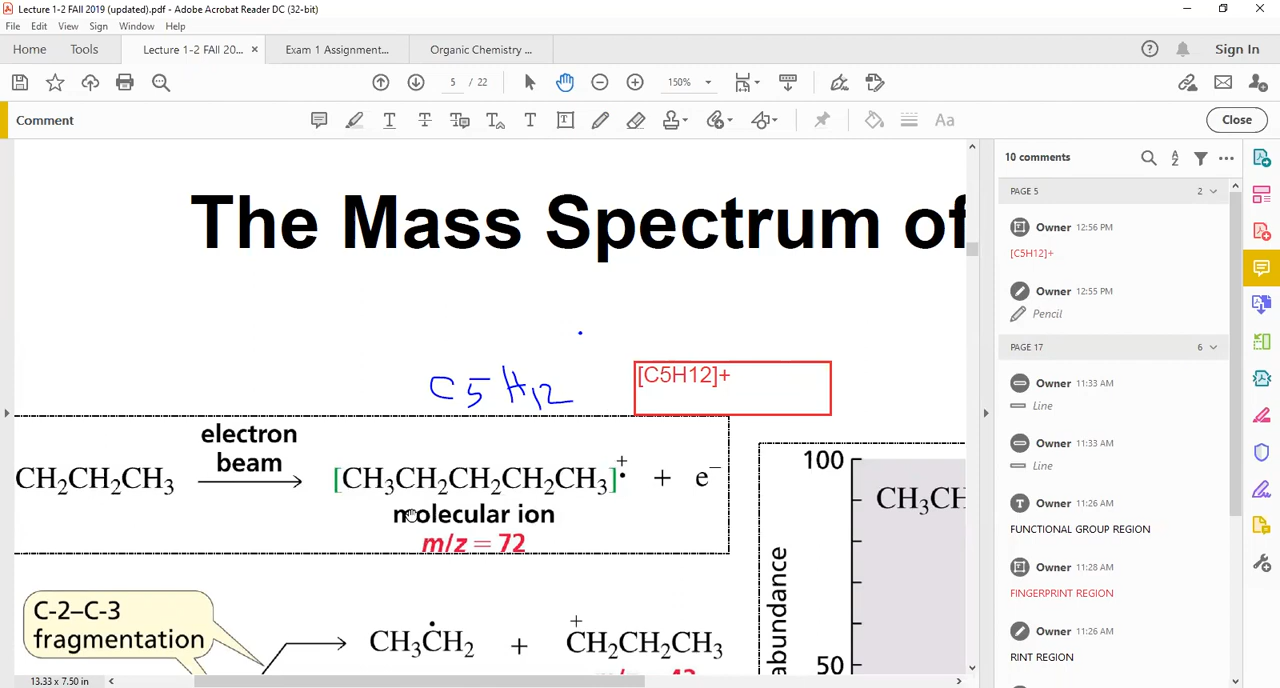 Lecture 1-2 FAll 2019 (updated).pdf - Adobe Acrobat Reader DC (32-bit)
File Edit View Sign Window Help
Home Tools Lecture 1-2 FAll 20... × Exam 1 Assignment... Organic Chemistry ... Sign In
5 / 22 150%
Comment Close
10 comments
PAGE 5 2
Owner 12:56 PM
[C5H12]+
Owner 12:55 PM
Pencil
PAGE 17 6
Owner 11:33 AM
Line
Owner 11:33 AM
Line
Owner 11:33 AM
FUNCTIONAL GROUP REGION
Owner 11:28 AM
FINGERPRINT REGION
Owner 11:26 AM
RINT REGION
The Mass Spectrum of
C5H12
[C5H12]+
electron
beam
CH₂CH₂CH₃ [CH₃CH₂CH₂CH₂CH₃]⁺• + e⁻
molecular ion
m/z = 72
C-2–C-3
fragmentation
CH₃ĊH₂ + ⁺CH₂CH₂CH₃
100
CH₃CH
50
abundance
13.33 x 7.50 in